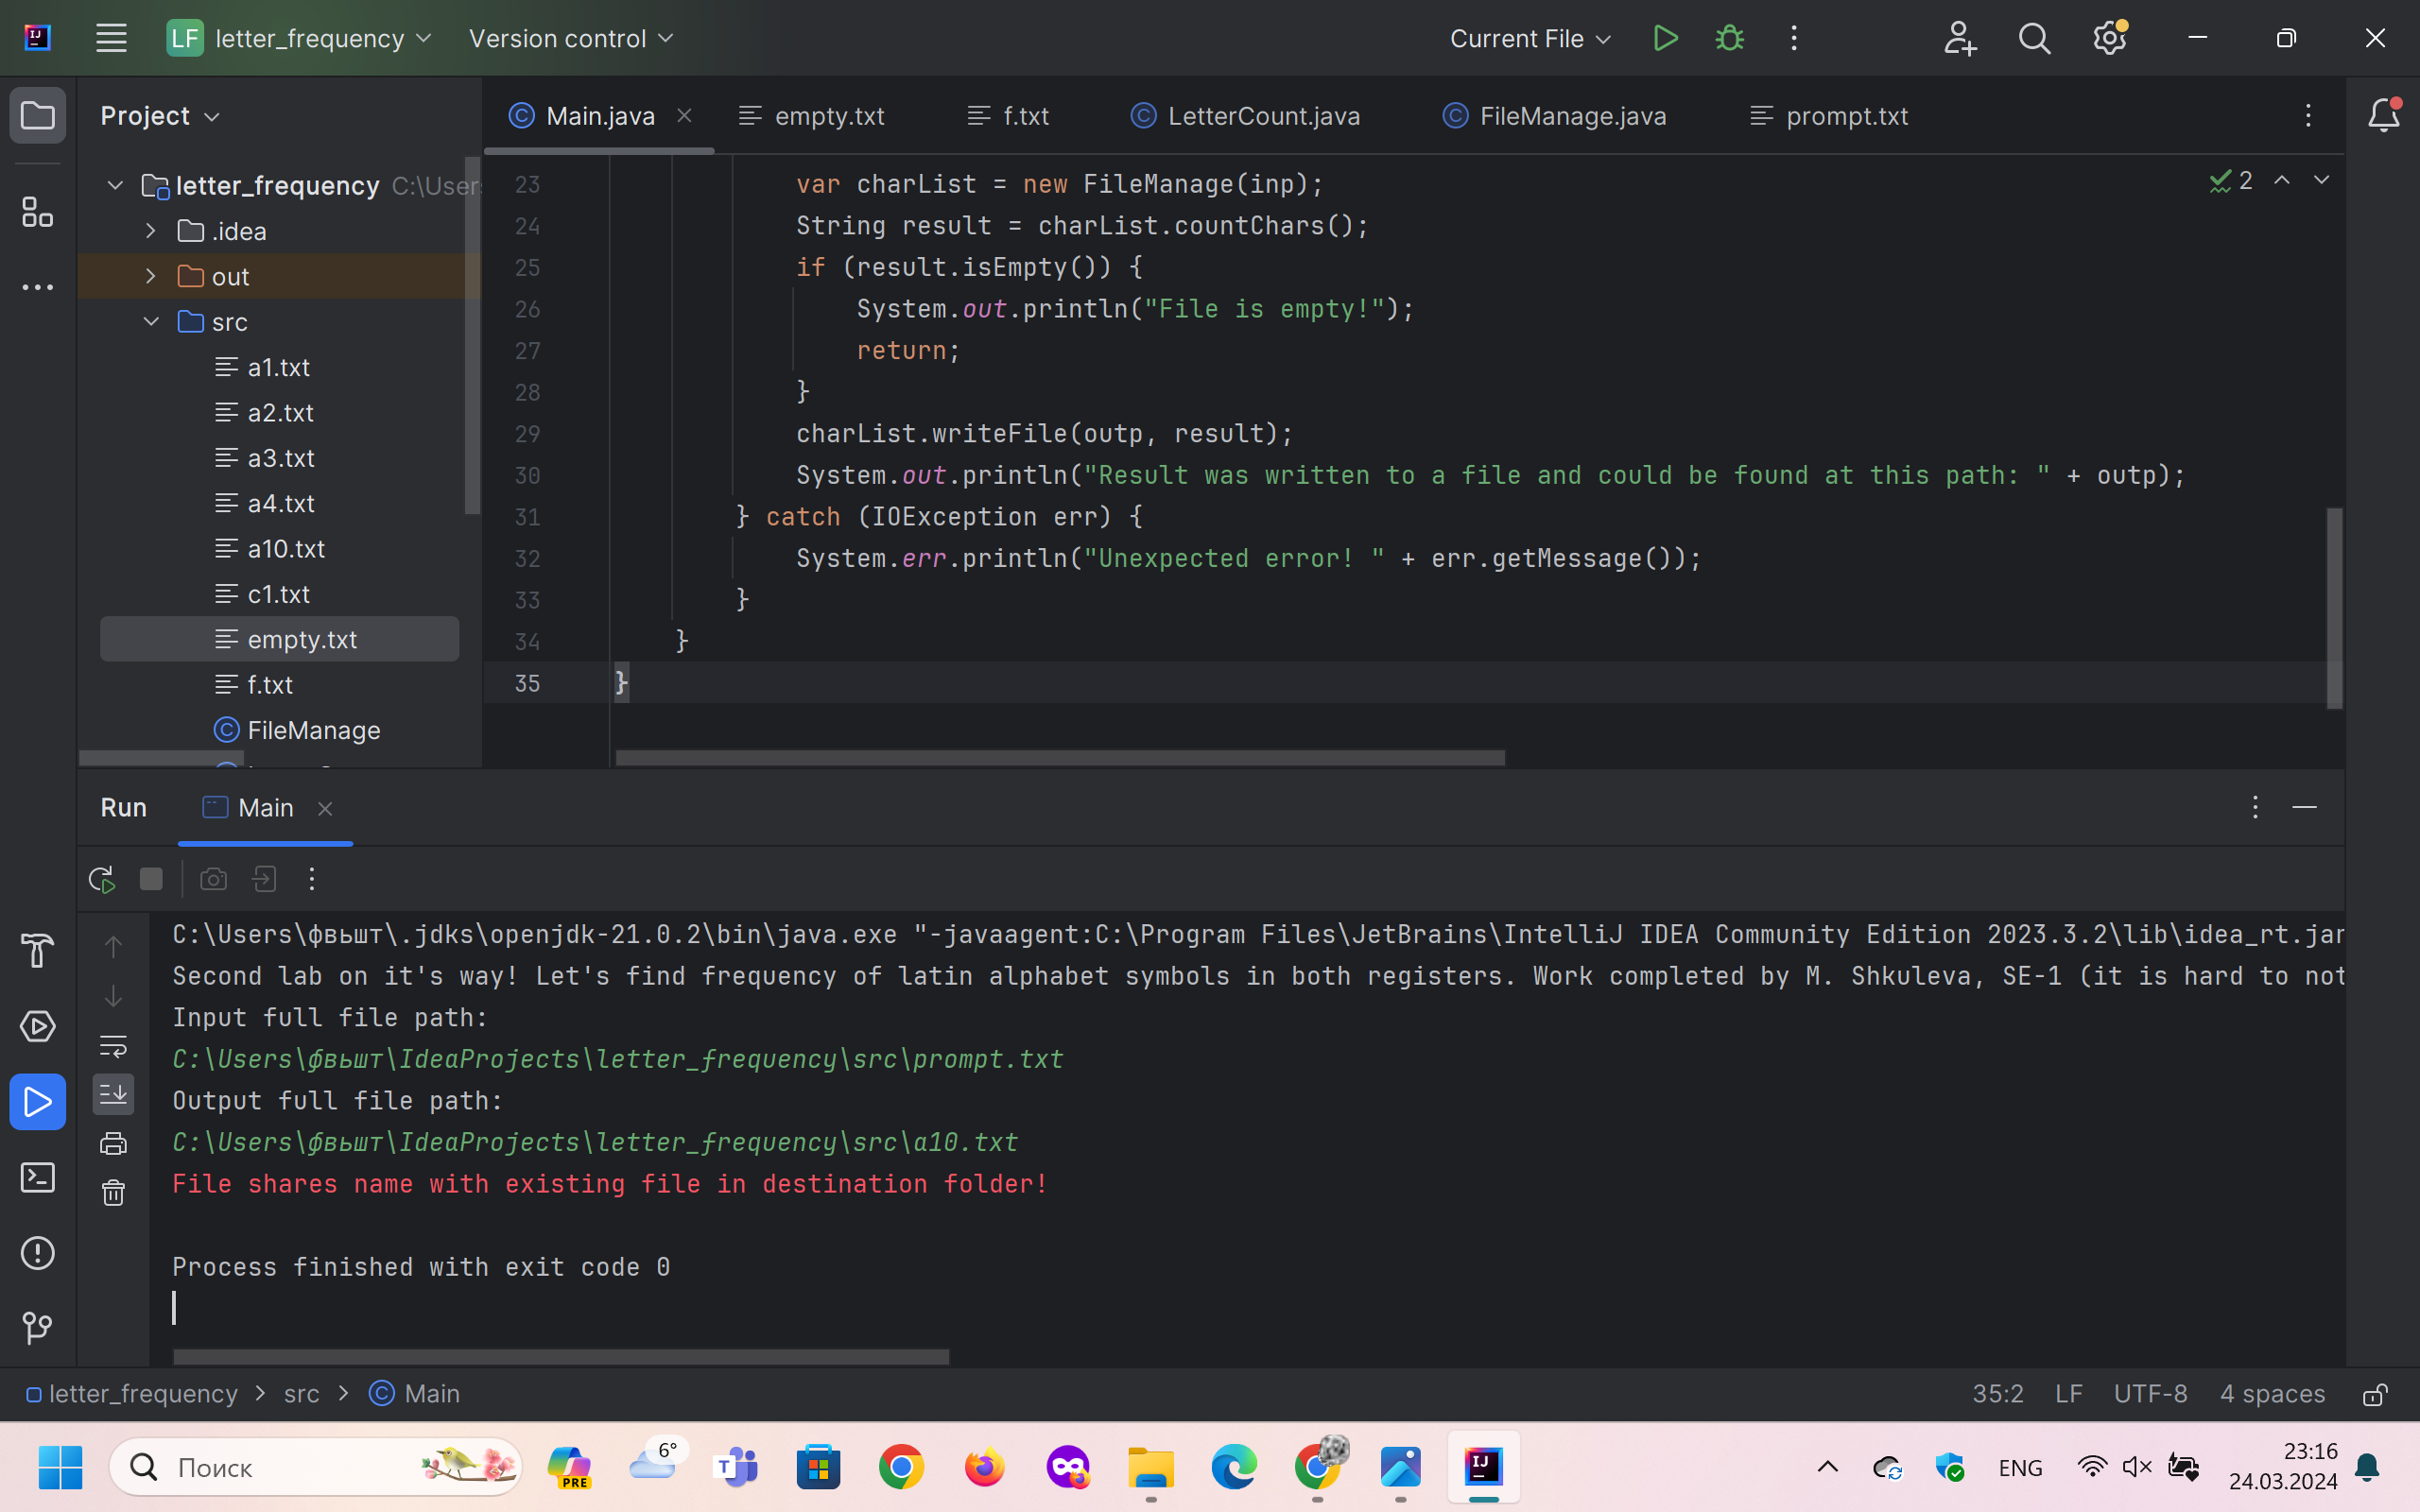 LF letter_frequency Version control Current File
Project
Main.java empty.txt f.txt LetterCount.java FileManage.java prompt.txt
letter_frequency C:\Users
.idea
out
src
a1.txt
a2.txt
a3.txt
a4.txt
a10.txt
c1.txt
empty.txt
f.txt
FileManage
2
23 var charList = new FileManage(inp);
24 String result = charList.countChars();
25 if (result.isEmpty()) {
26 System.out.println("File is empty!");
27 return;
28 }
29 charList.writeFile(outp, result);
30 System.out.println("Result was written to a file and could be found at this path: " + outp);
31 } catch (IOException err) {
32 System.err.println("Unexpected error! " + err.getMessage());
33 }
34 }
35 }
Run Main
C:\Users\фвьшт\.jdks\openjdk-21.0.2\bin\java.exe "-javaagent:C:\Program Files\JetBrains\IntelliJ IDEA Community Edition 2023.3.2\lib\idea_rt.jar
Second lab on it's way! Let's find frequency of latin alphabet symbols in both registers. Work completed by M. Shkuleva, SE-1 (it is hard to not
Input full file path:
C:\Users\фвьшт\IdeaProjects\letter_frequency\src\prompt.txt
Output full file path:
C:\Users\фвьшт\IdeaProjects\letter_frequency\src\a10.txt
File shares name with existing file in destination folder!
Process finished with exit code 0
letter_frequency > src > Main 35:2 LF UTF-8 4 spaces
Поиск PRE 6° ENG 23:16
24.03.2024